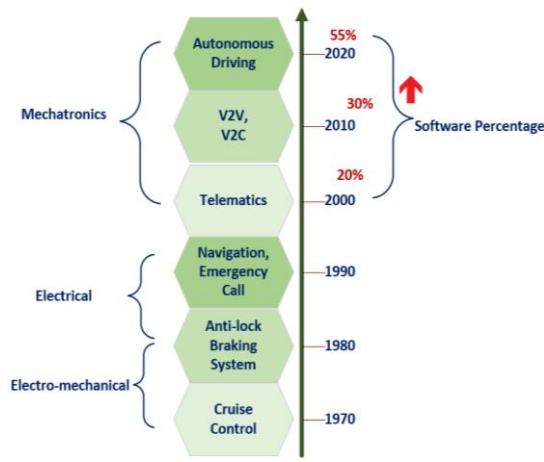 55%
Autonomous
Driving
2020
30%
Mechatronics
V2V,
V2C
2010
Software Percentage
20%
Telematics
2000
Navigation,
Emergency
Call
1990
Electrical
Anti-lock
Braking
System
1980
Electro-mechanical
Cruise
Control
1970